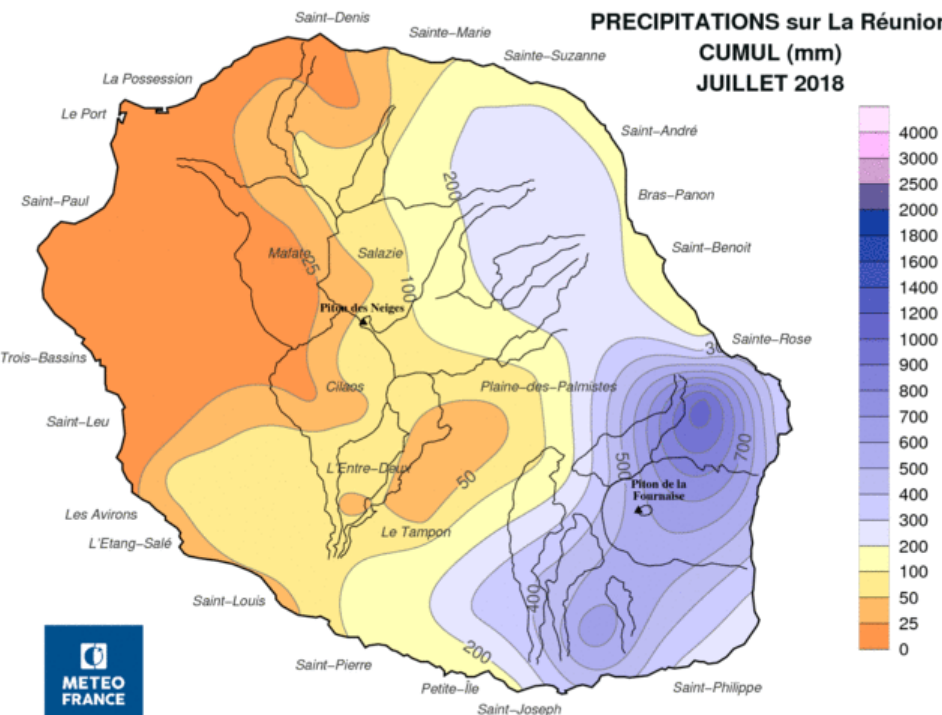 PRECIPITATIONS sur La Réunion
CUMUL (mm)
JUILLET 2018
Saint-Denis
Sainte-Marie
Sainte-Suzanne
La Possession
Le Port
Saint-André
Saint-Paul
Bras-Panon
Saint-Benoit
Mafate
Salazie
200
25
100
Piton des Neiges
Sainte-Rose
30
Trois-Bassins
Cilaos
Plaine-des-Palmistes
Saint-Leu
700
500
L'Entre-Deux
50
Piton de la
Fournaise
Les Avirons
Le Tampon
L'Etang-Salé
400
Saint-Louis
200
Saint-Pierre
Petite-Île
Saint-Philippe
Saint-Joseph
4000
3000
2500
2000
1800
1600
1400
1200
1000
900
800
700
600
500
400
300
200
100
50
25
0
METEO
FRANCE